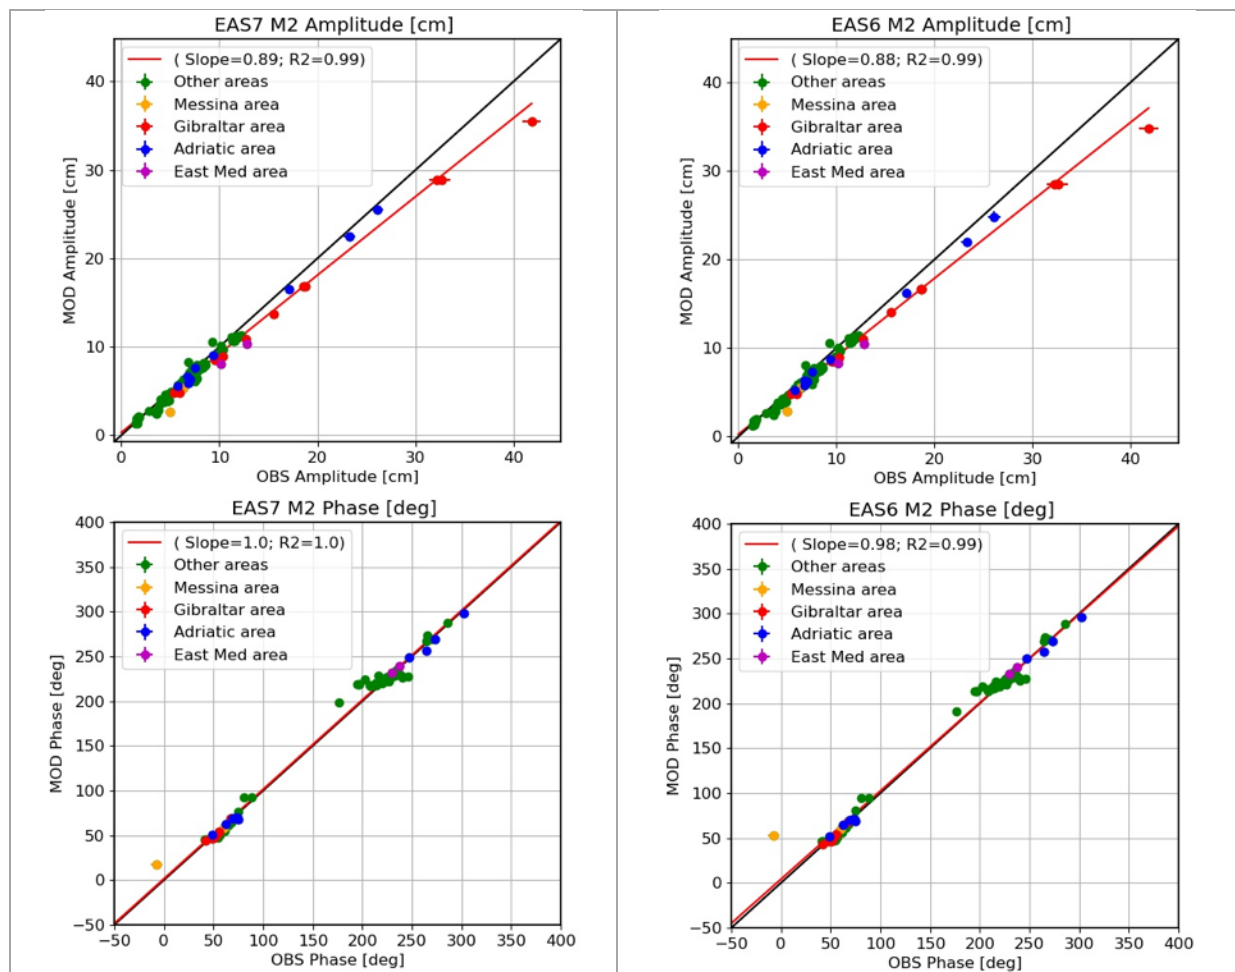 EAS7 M2 Amplitude [cm]
( Slope=0.89; R2=0.99)
Other areas
Messina area
Gibraltar area
Adriatic area
East Med area
MOD Amplitude [cm]
40
30
20
10
0
0 10 20 30 40
OBS Amplitude [cm]
EAS6 M2 Amplitude [cm]
( Slope=0.88; R2=0.99)
Other areas
Messina area
Gibraltar area
Adriatic area
East Med area
MOD Amplitude [cm]
40
30
20
10
0
0 10 20 30 40
OBS Amplitude [cm]
EAS7 M2 Phase [deg]
( Slope=1.0; R2=1.0)
Other areas
Messina area
Gibraltar area
Adriatic area
East Med area
MOD Phase [deg]
400
350
300
250
200
150
100
50
0
−50
−50 0 50 100 150 200 250 300 350 400
OBS Phase [deg]
EAS6 M2 Phase [deg]
( Slope=0.98; R2=0.99)
Other areas
Messina area
Gibraltar area
Adriatic area
East Med area
MOD Phase [deg]
400
350
300
250
200
150
100
50
0
−50
−50 0 50 100 150 200 250 300 350 400
OBS Phase [deg]